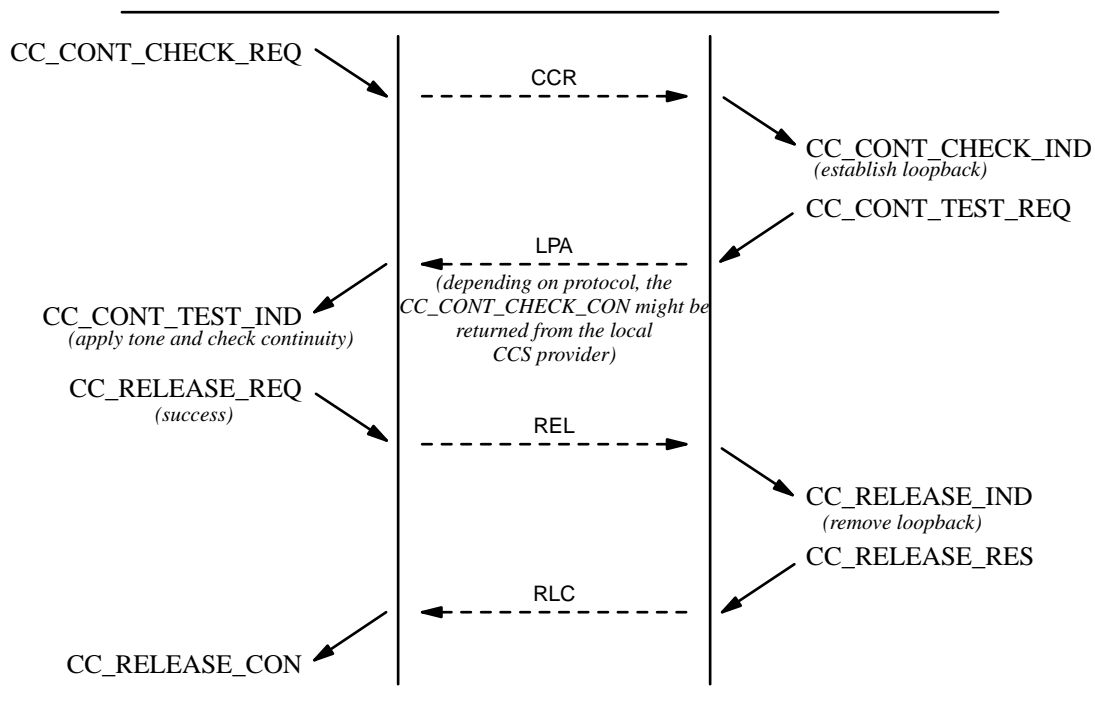 CC_CONT_CHECK_REQ
CCR
CC_CONT_CHECK_IND
(establish loopback)
CC_CONT_TEST_REQ
LPA
(depending on protocol, the
CC_CONT_CHECK_CON might be
returned from the local
CCS provider)
CC_CONT_TEST_IND
(apply tone and check continuity)
CC_RELEASE_REQ
(success)
REL
CC_RELEASE_IND
(remove loopback)
CC_RELEASE_RES
RLC
CC_RELEASE_CON